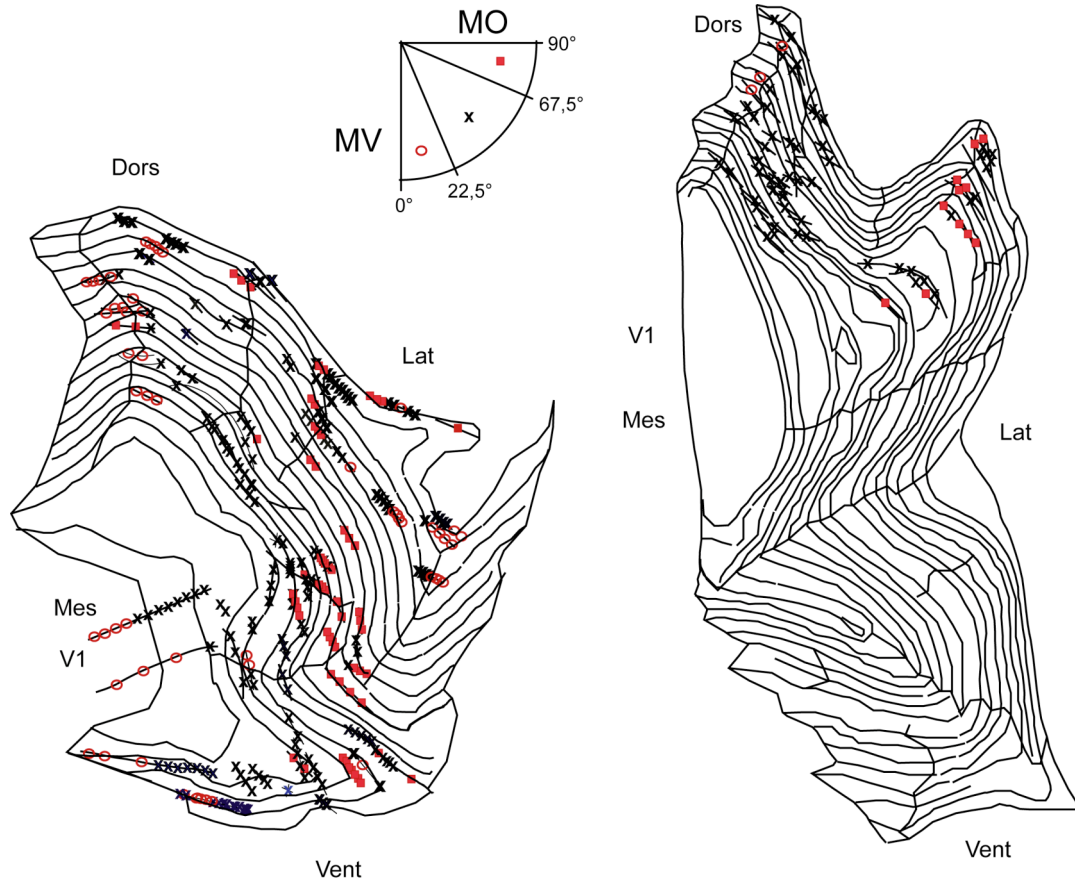 MO
90°
67,5°
x
MV
22,5°
0°
Dors
Lat
Mes
V1
Vent
Dors
V1
Mes
Lat
Vent